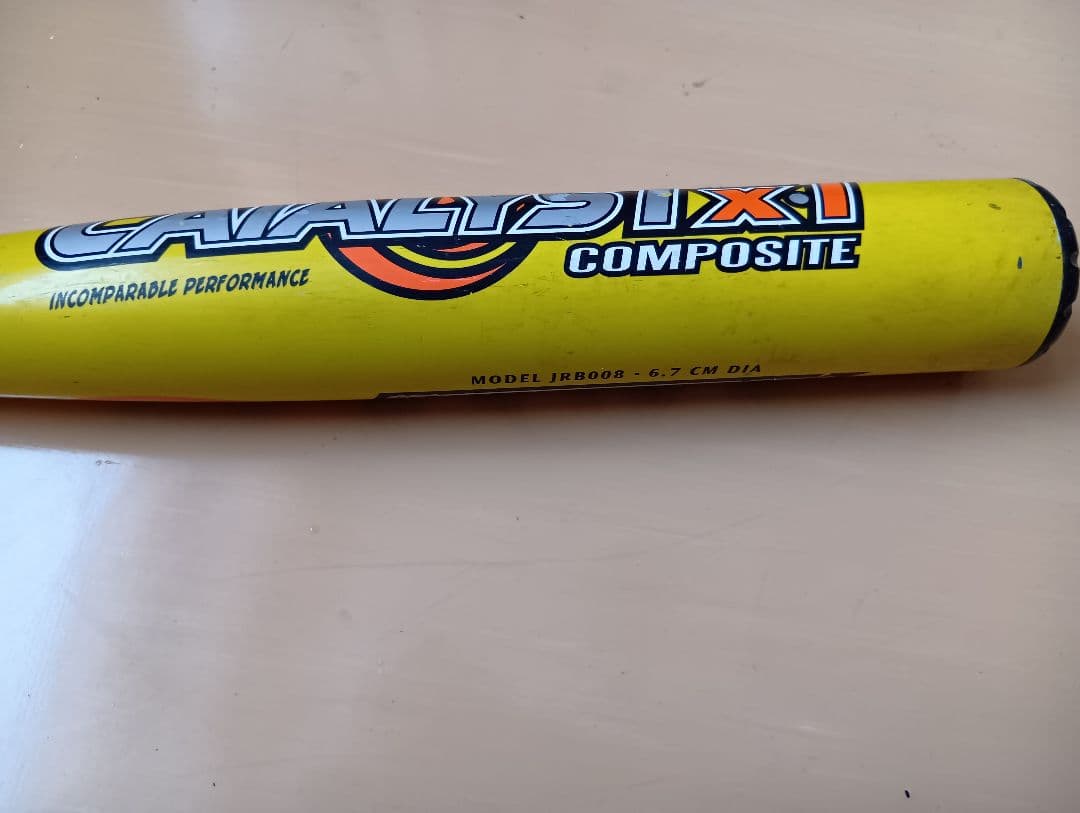 CATALYST X·1
COMPOSITE
INCOMPARABLE PERFORMANCE
MODEL JRB008 - 6.7 CM DIA